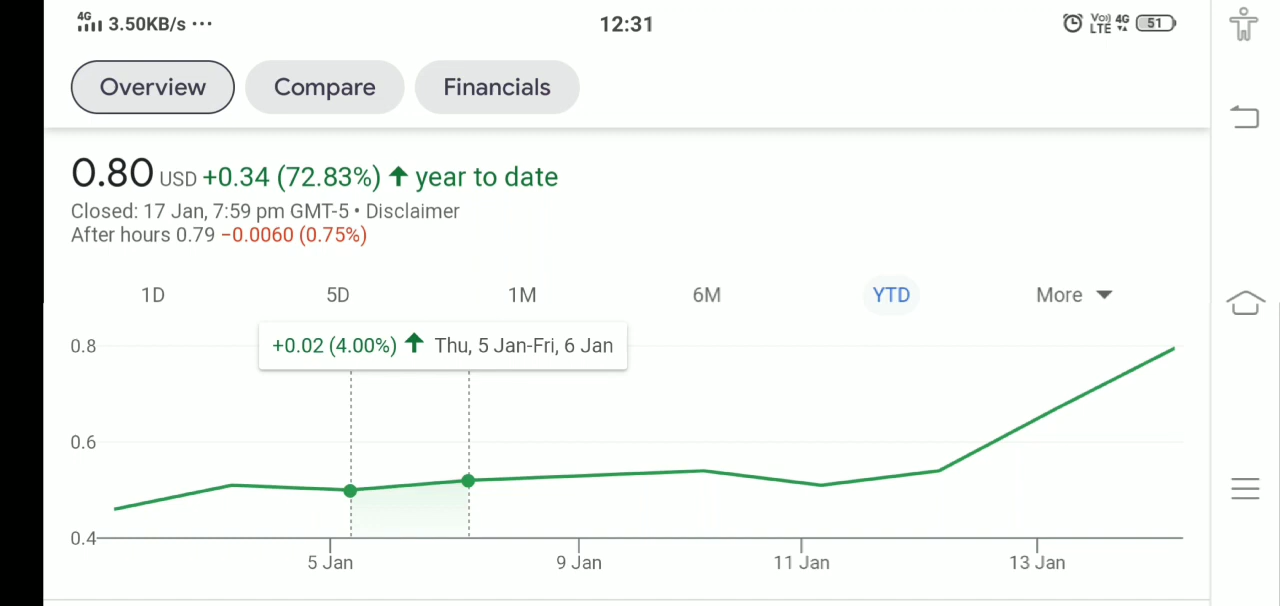 4G 3.50KB/s ··· 12:31 Vo) LTE 4G 51
Overview Compare Financials
0.80 USD +0.34 (72.83%) ↑ year to date
Closed: 17 Jan, 7:59 pm GMT-5 • Disclaimer
After hours 0.79 −0.0060 (0.75%)
1D 5D 1M 6M YTD More
+0.02 (4.00%) ↑ Thu, 5 Jan-Fri, 6 Jan
0.8
0.6
0.4
5 Jan 9 Jan 11 Jan 13 Jan